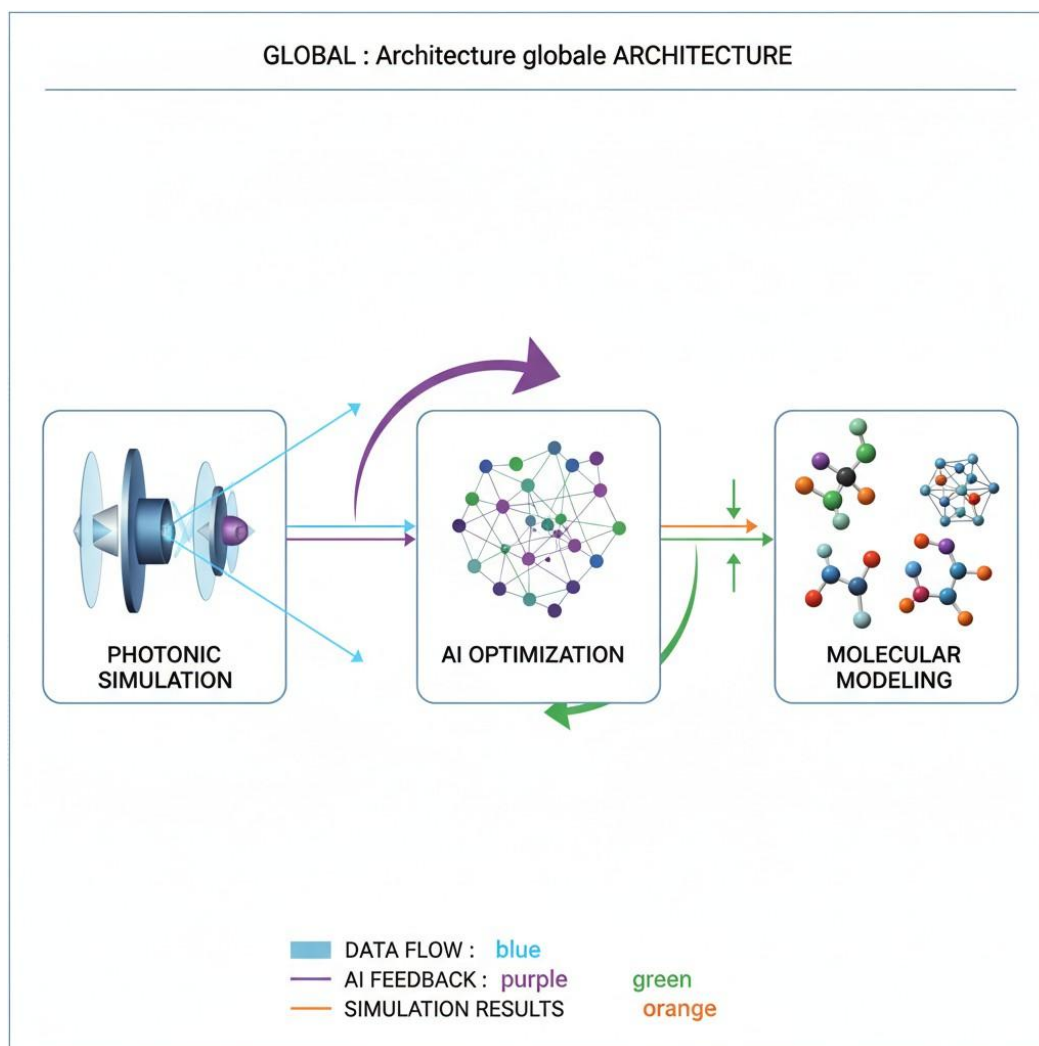 GLOBAL : Architecture globale ARCHITECTURE
PHOTONIC
SIMULATION
AI OPTIMIZATION
MOLECULAR
MODELING
DATA FLOW : blue
AI FEEDBACK : purple green
SIMULATION RESULTS orange